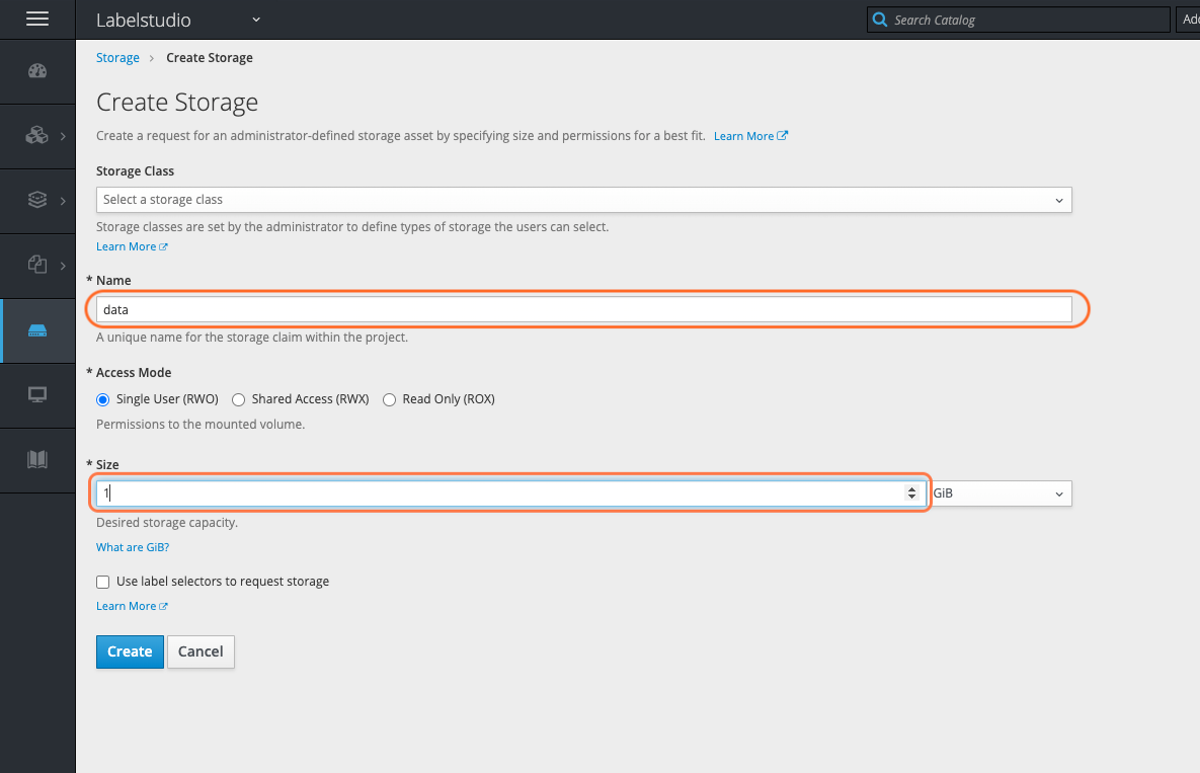 Labelstudio
Search Catalog
Add
Storage > Create Storage
Create Storage
Create a request for an administrator-defined storage asset by specifying size and permissions for a best fit. Learn More
Storage Class
Select a storage class
Storage classes are set by the administrator to define types of storage the users can select.
Learn More
* Name
data
A unique name for the storage claim within the project.
* Access Mode
Single User (RWO) Shared Access (RWX) Read Only (ROX)
Permissions to the mounted volume.
* Size
1 GiB
Desired storage capacity.
What are GiB?
Use label selectors to request storage
Learn More
Create Cancel